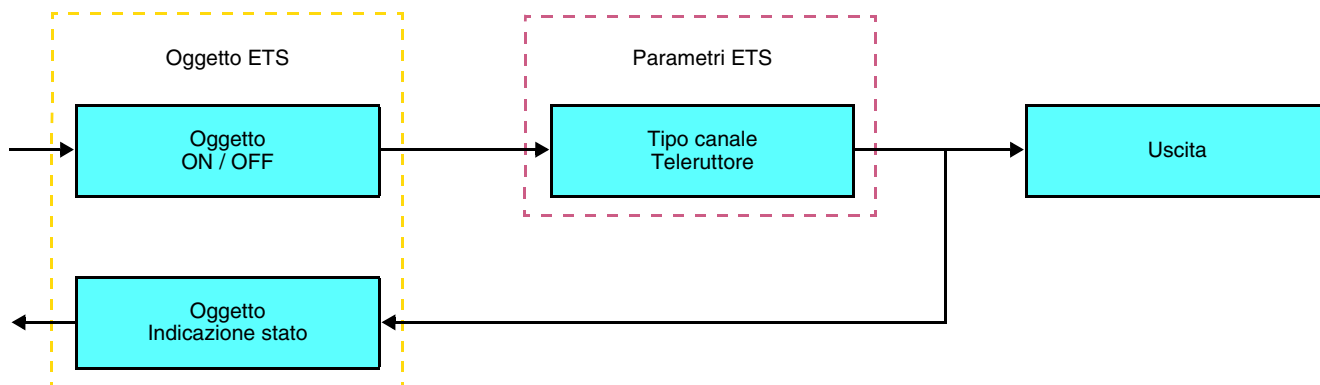 Oggetto ETS
Parametri ETS
Oggetto
ON / OFF
Tipo canale
Teleruttore
Uscita
Oggetto
Indicazione stato